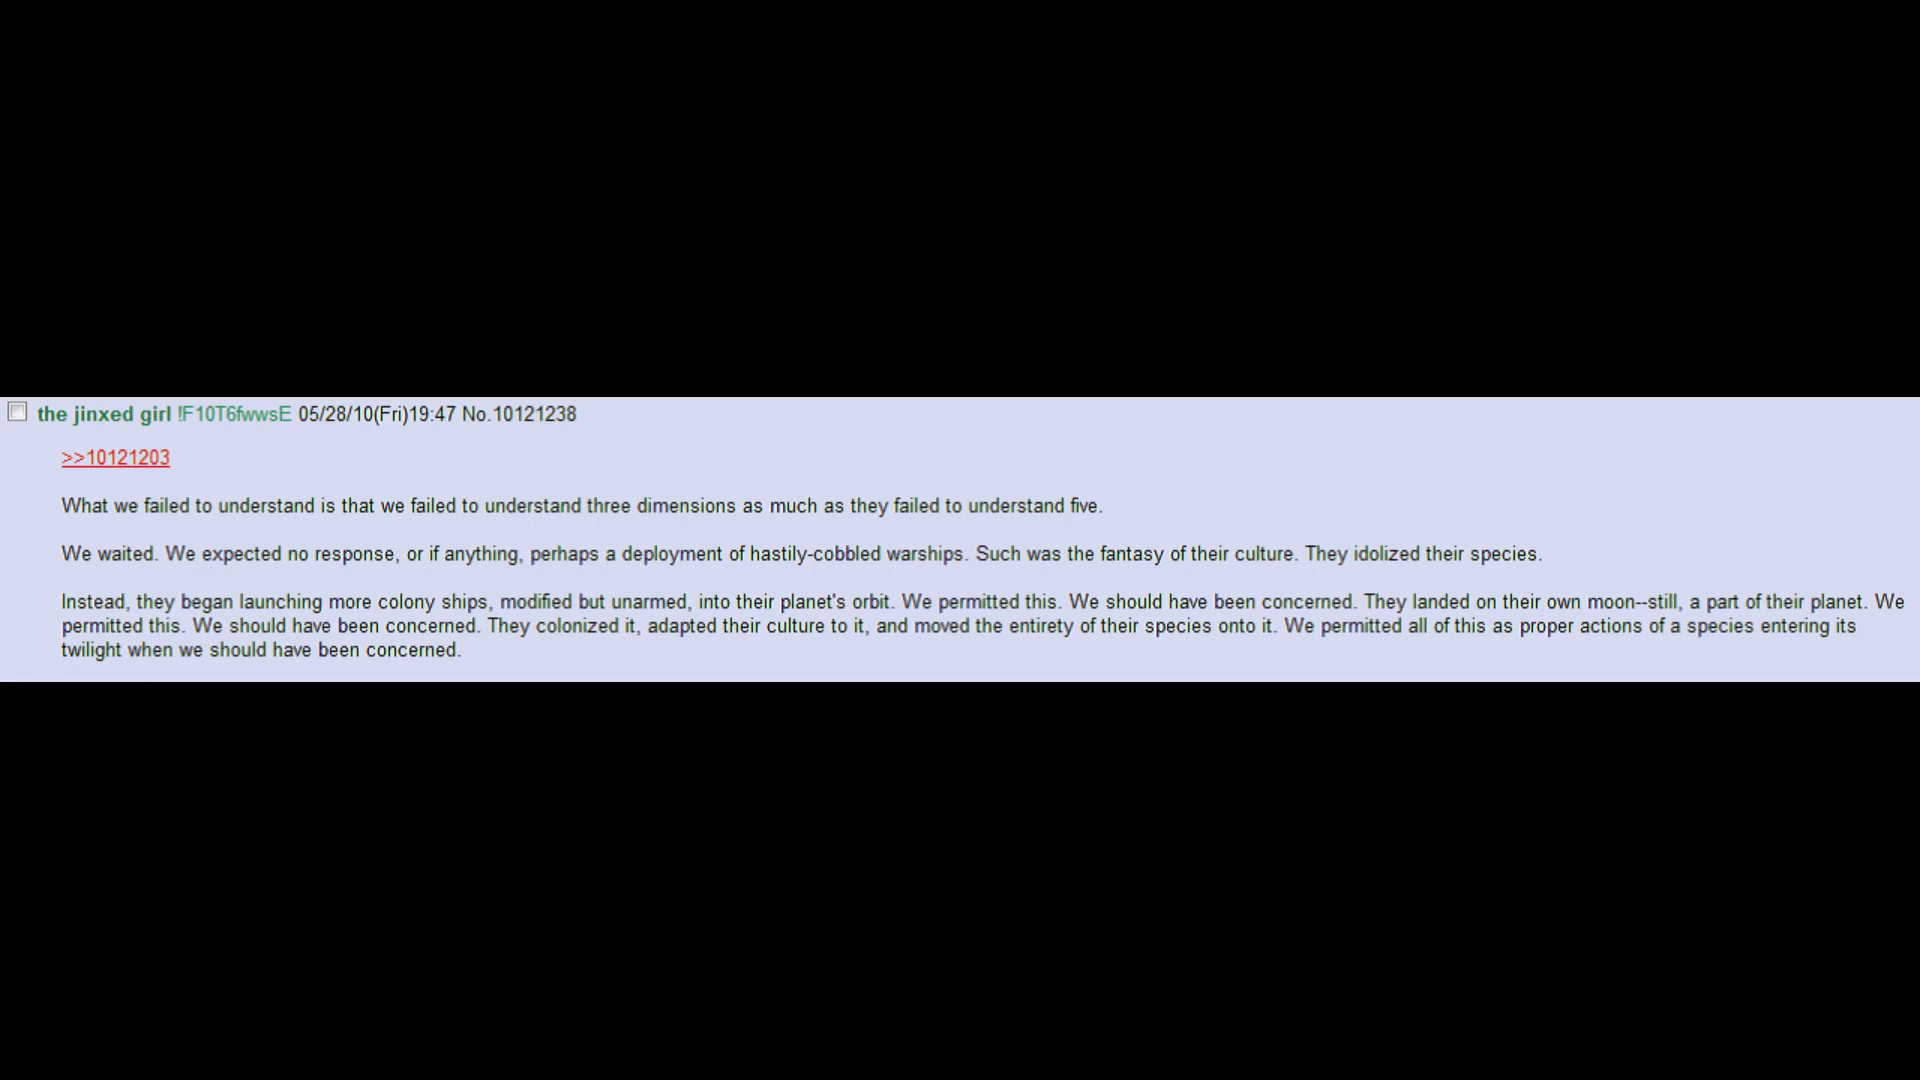 the jinxed girl !F10T6fwwsE 05/28/10(Fri)19:47 No.10121238
>>10121203
What we failed to understand is that we failed to understand three dimensions as much as they failed to understand five.
We waited. We expected no response, or if anything, perhaps a deployment of hastily-cobbled warships. Such was the fantasy of their culture. They idolized their species.
Instead, they began launching more colony ships, modified but unarmed, into their planet's orbit. We permitted this. We should have been concerned. They landed on their own moon--still, a part of their planet. We
permitted this. We should have been concerned. They colonized it, adapted their culture to it, and moved the entirety of their species onto it. We permitted all of this as proper actions of a species entering its
twilight when we should have been concerned.